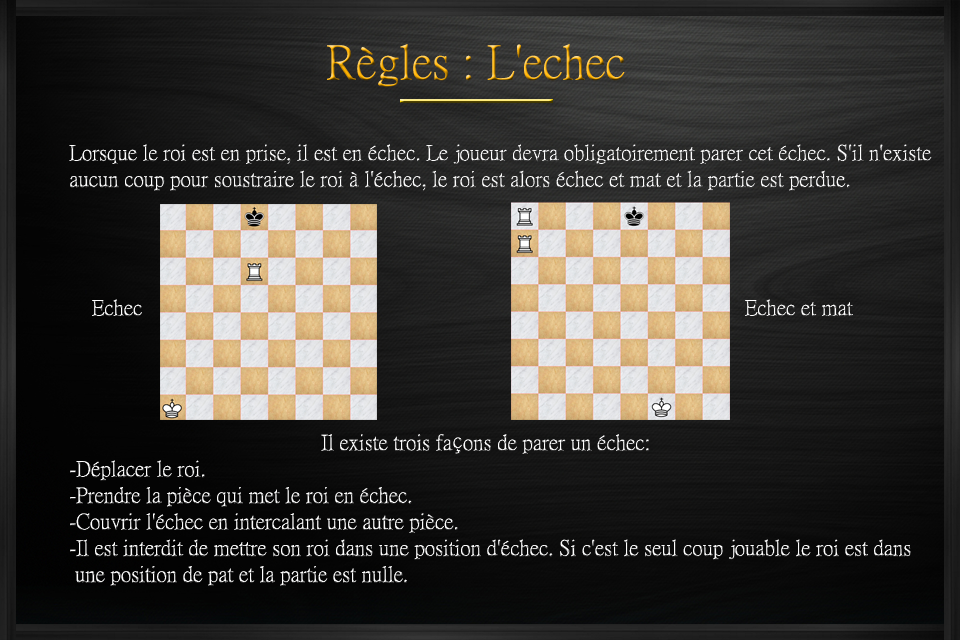 Règles : L'echec
Lorsque le roi est en prise, il est en échec. Le joueur devra obligatoirement parer cet échec. S'il n'existe
aucun coup pour soustraire le roi à l'échec, le roi est alors échec et mat et la partie est perdue.
Echec
Echec et mat
Il existe trois façons de parer un échec:
-Déplacer le roi.
-Prendre la pièce qui met le roi en échec.
-Couvrir l'échec en intercalant une autre pièce.
-Il est interdit de mettre son roi dans une position d'échec. Si c'est le seul coup jouable le roi est dans
une position de pat et la partie est nulle.